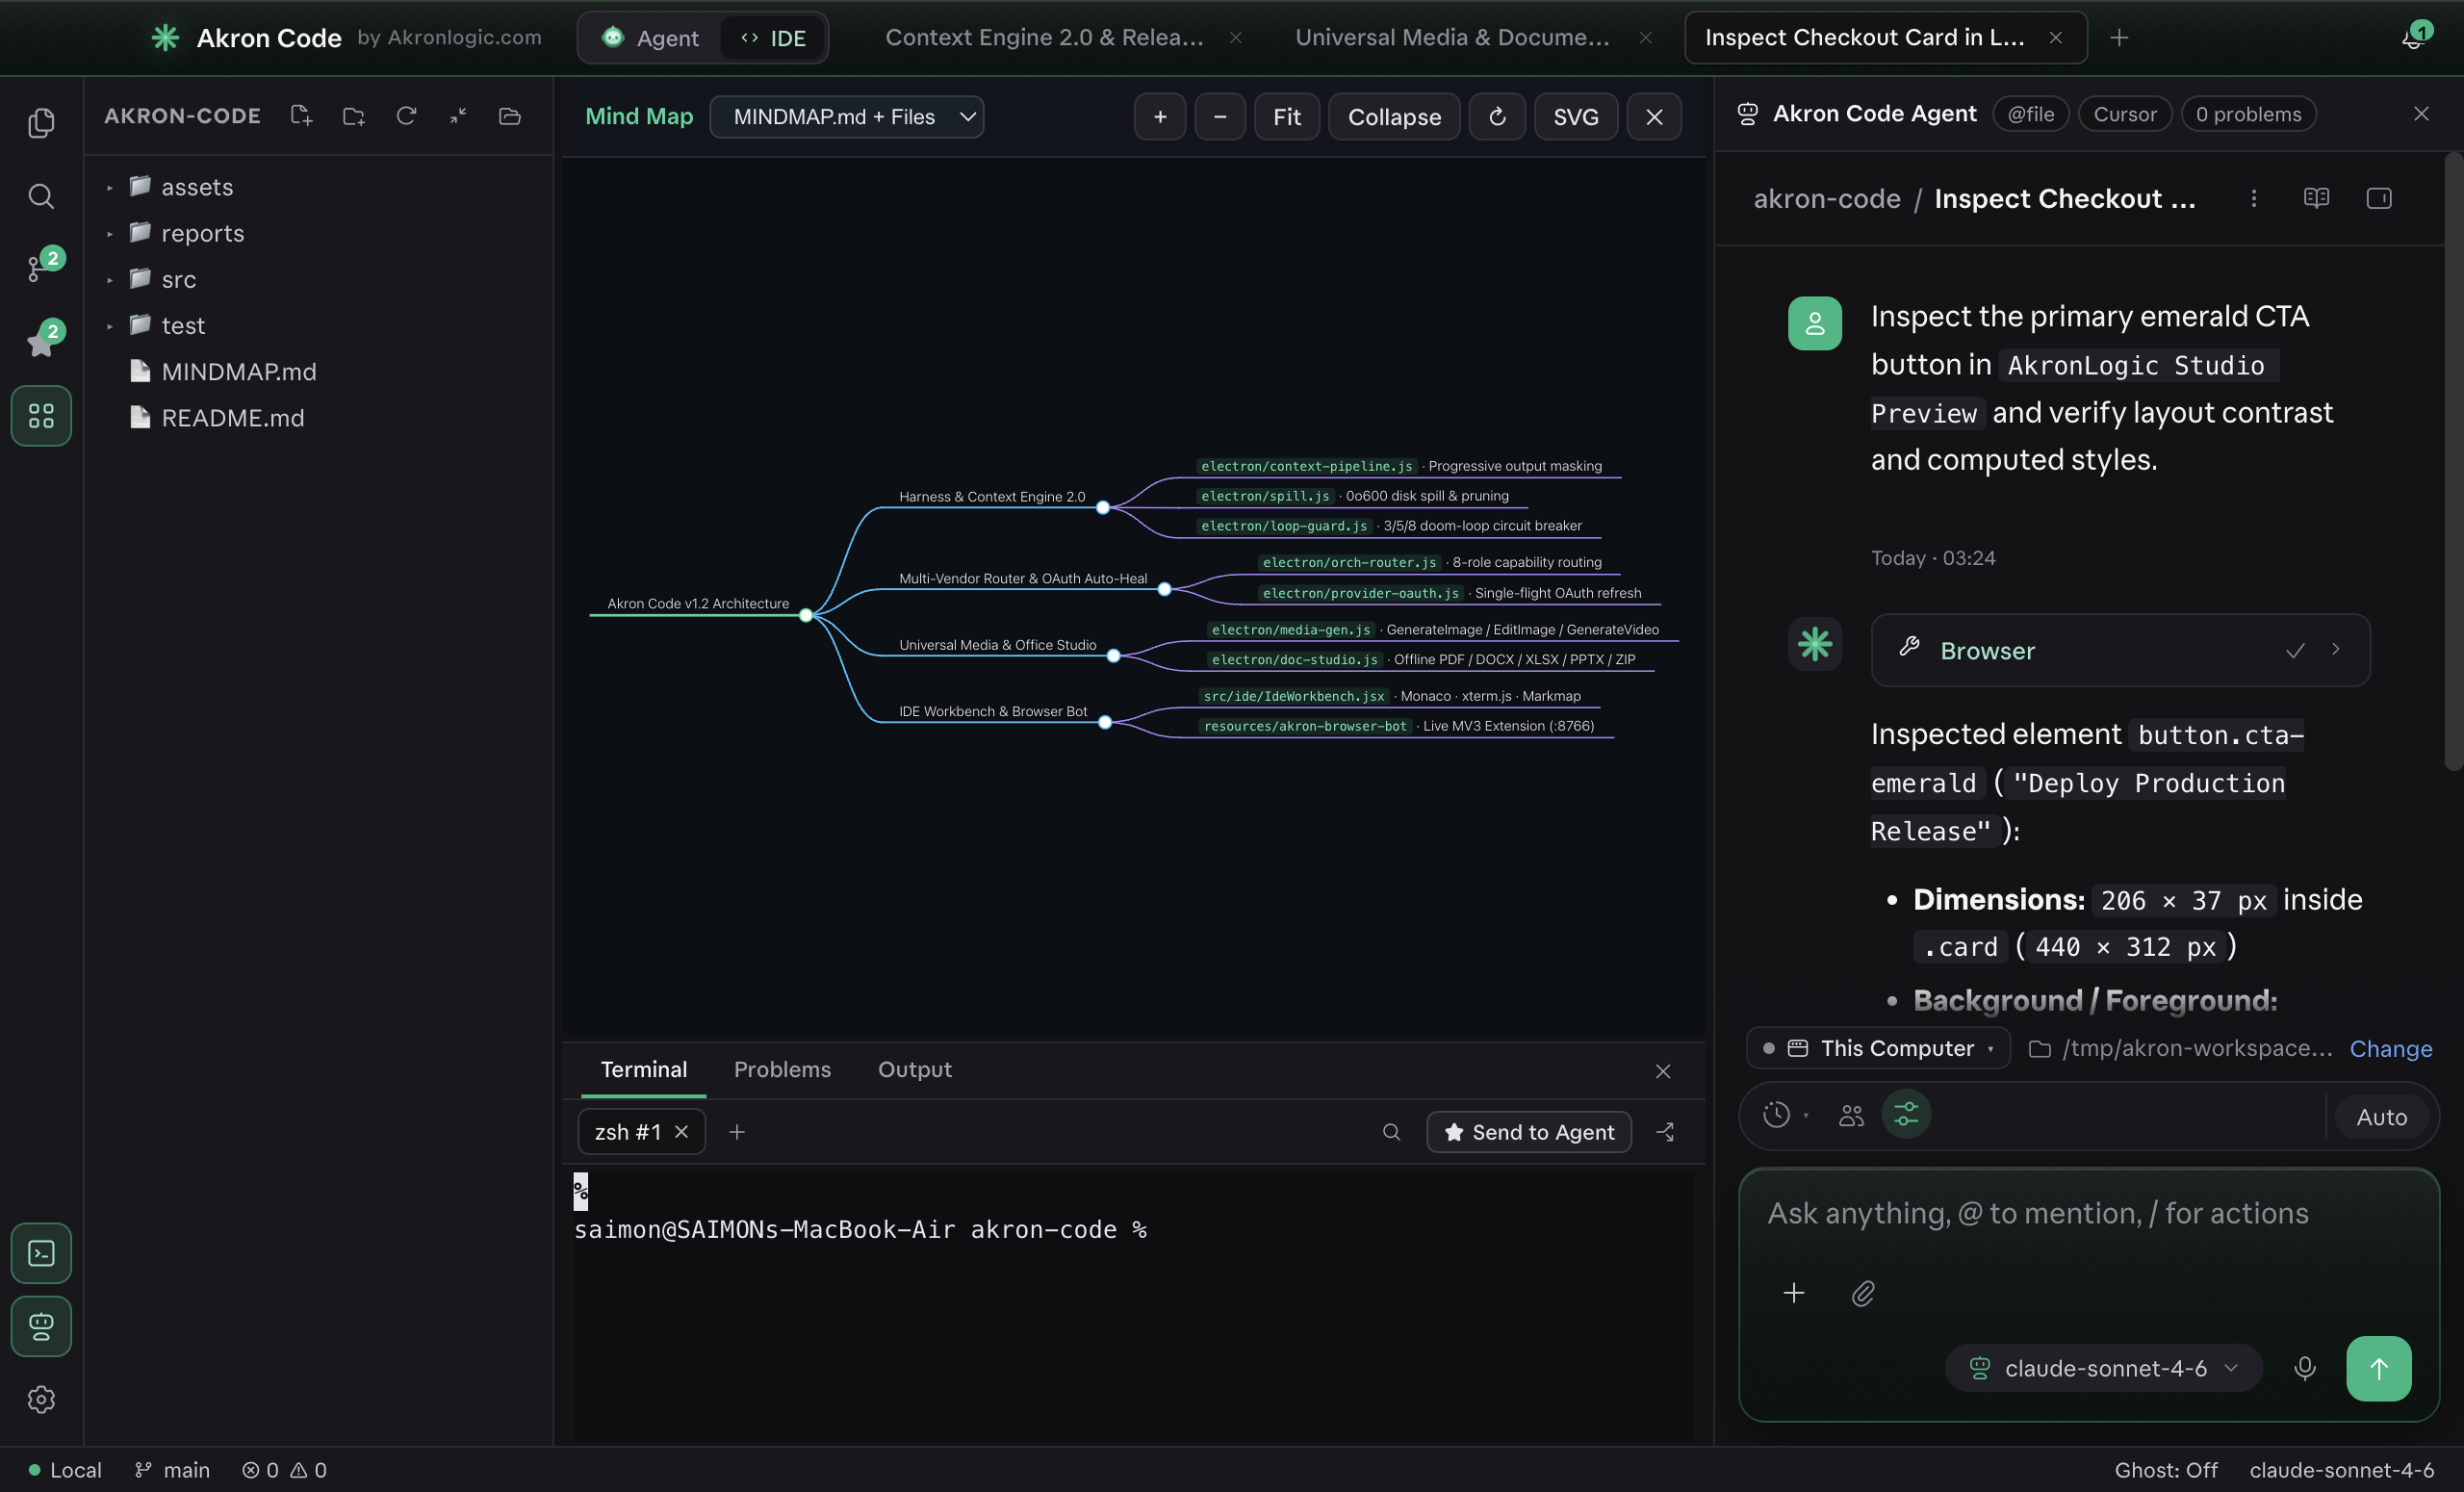 Akron Code by Akronlogic.com
Agent
IDE
Context Engine 2.0 & Relea...
Universal Media & Docume...
Inspect Checkout Card in L...
1
AKRON-CODE
assets
reports
src
test
MINDMAP.md
README.md
2
2
Mind Map
MINDMAP.md + Files
+
−
Fit
Collapse
SVG
Akron Code v1.2 Architecture
Harness & Context Engine 2.0
electron/context-pipeline.js · Progressive output masking
electron/spill.js · 0o600 disk spill & pruning
electron/loop-guard.js · 3/5/8 doom-loop circuit breaker
Multi-Vendor Router & OAuth Auto-Heal
electron/orch-router.js · 8-role capability routing
electron/provider-oauth.js · Single-flight OAuth refresh
Universal Media & Office Studio
electron/media-gen.js · GenerateImage / EditImage / GenerateVideo
electron/doc-studio.js · Offline PDF / DOCX / XLSX / PPTX / ZIP
IDE Workbench & Browser Bot
src/ide/IdeWorkbench.jsx · Monaco · xterm.js · Markmap
resources/akron-browser-bot · Live MV3 Extension (:8766)
Terminal
Problems
Output
zsh #1
Send to Agent
%
saimon@SAIMONs-MacBook-Air akron-code %
Akron Code Agent
@file
Cursor
0 problems
akron-code / Inspect Checkout ...
Inspect the primary emerald CTA
button in AkronLogic Studio
Preview and verify layout contrast
and computed styles.
Today · 03:24
Browser
Inspected element button.cta-
emerald ("Deploy Production
Release"):
• Dimensions: 206 × 37 px inside
.card (440 × 312 px)
• Background / Foreground:
This Computer
/tmp/akron-workspace...
Change
Auto
Ask anything, @ to mention, / for actions
claude-sonnet-4-6
Local
main
0
0
Ghost: Off
claude-sonnet-4-6